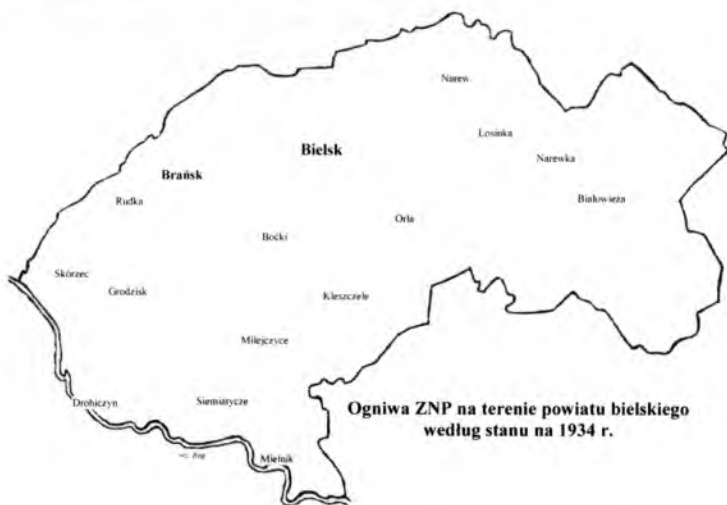 Narew
Łosinka
Bielsk
Narewka
Brańsk
Rudka
Białowieża
Orla
Boćki
Skórzec
Grodzisk
Kleszczele
Milejczyce
Drohiczyn
Siemiatycze
Ogniwa ZNP na terenie powiatu bielskiego
według stanu na 1934 r.
Mielnik